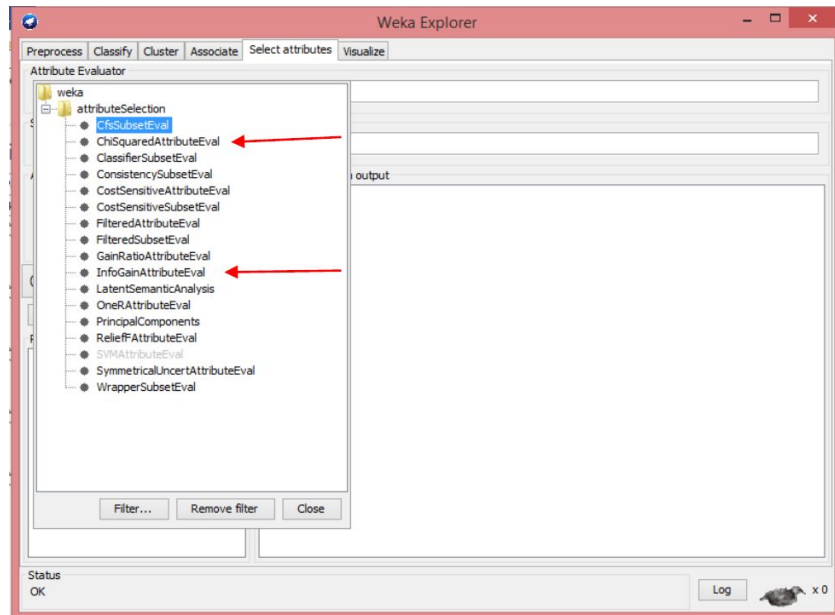 Weka Explorer
Preprocess Classify Cluster Associate Select attributes Visualize
Attribute Evaluator
weka
attributeSelection
CfsSubsetEval
ChiSquaredAttributeEval
ClassifierSubsetEval
ConsistencySubsetEval
output
CostSensitiveAttributeEval
CostSensitiveSubsetEval
FilteredAttributeEval
FilteredSubsetEval
GainRatioAttributeEval
InfoGainAttributeEval
LatentSemanticAnalysis
OneRAttributeEval
PrincipalComponents
ReliefFAttributeEval
SVMAttributeEval
SymmetricalUncertAttributeEval
WrapperSubsetEval
Filter... Remove filter Close
Status
OK
Log x 0